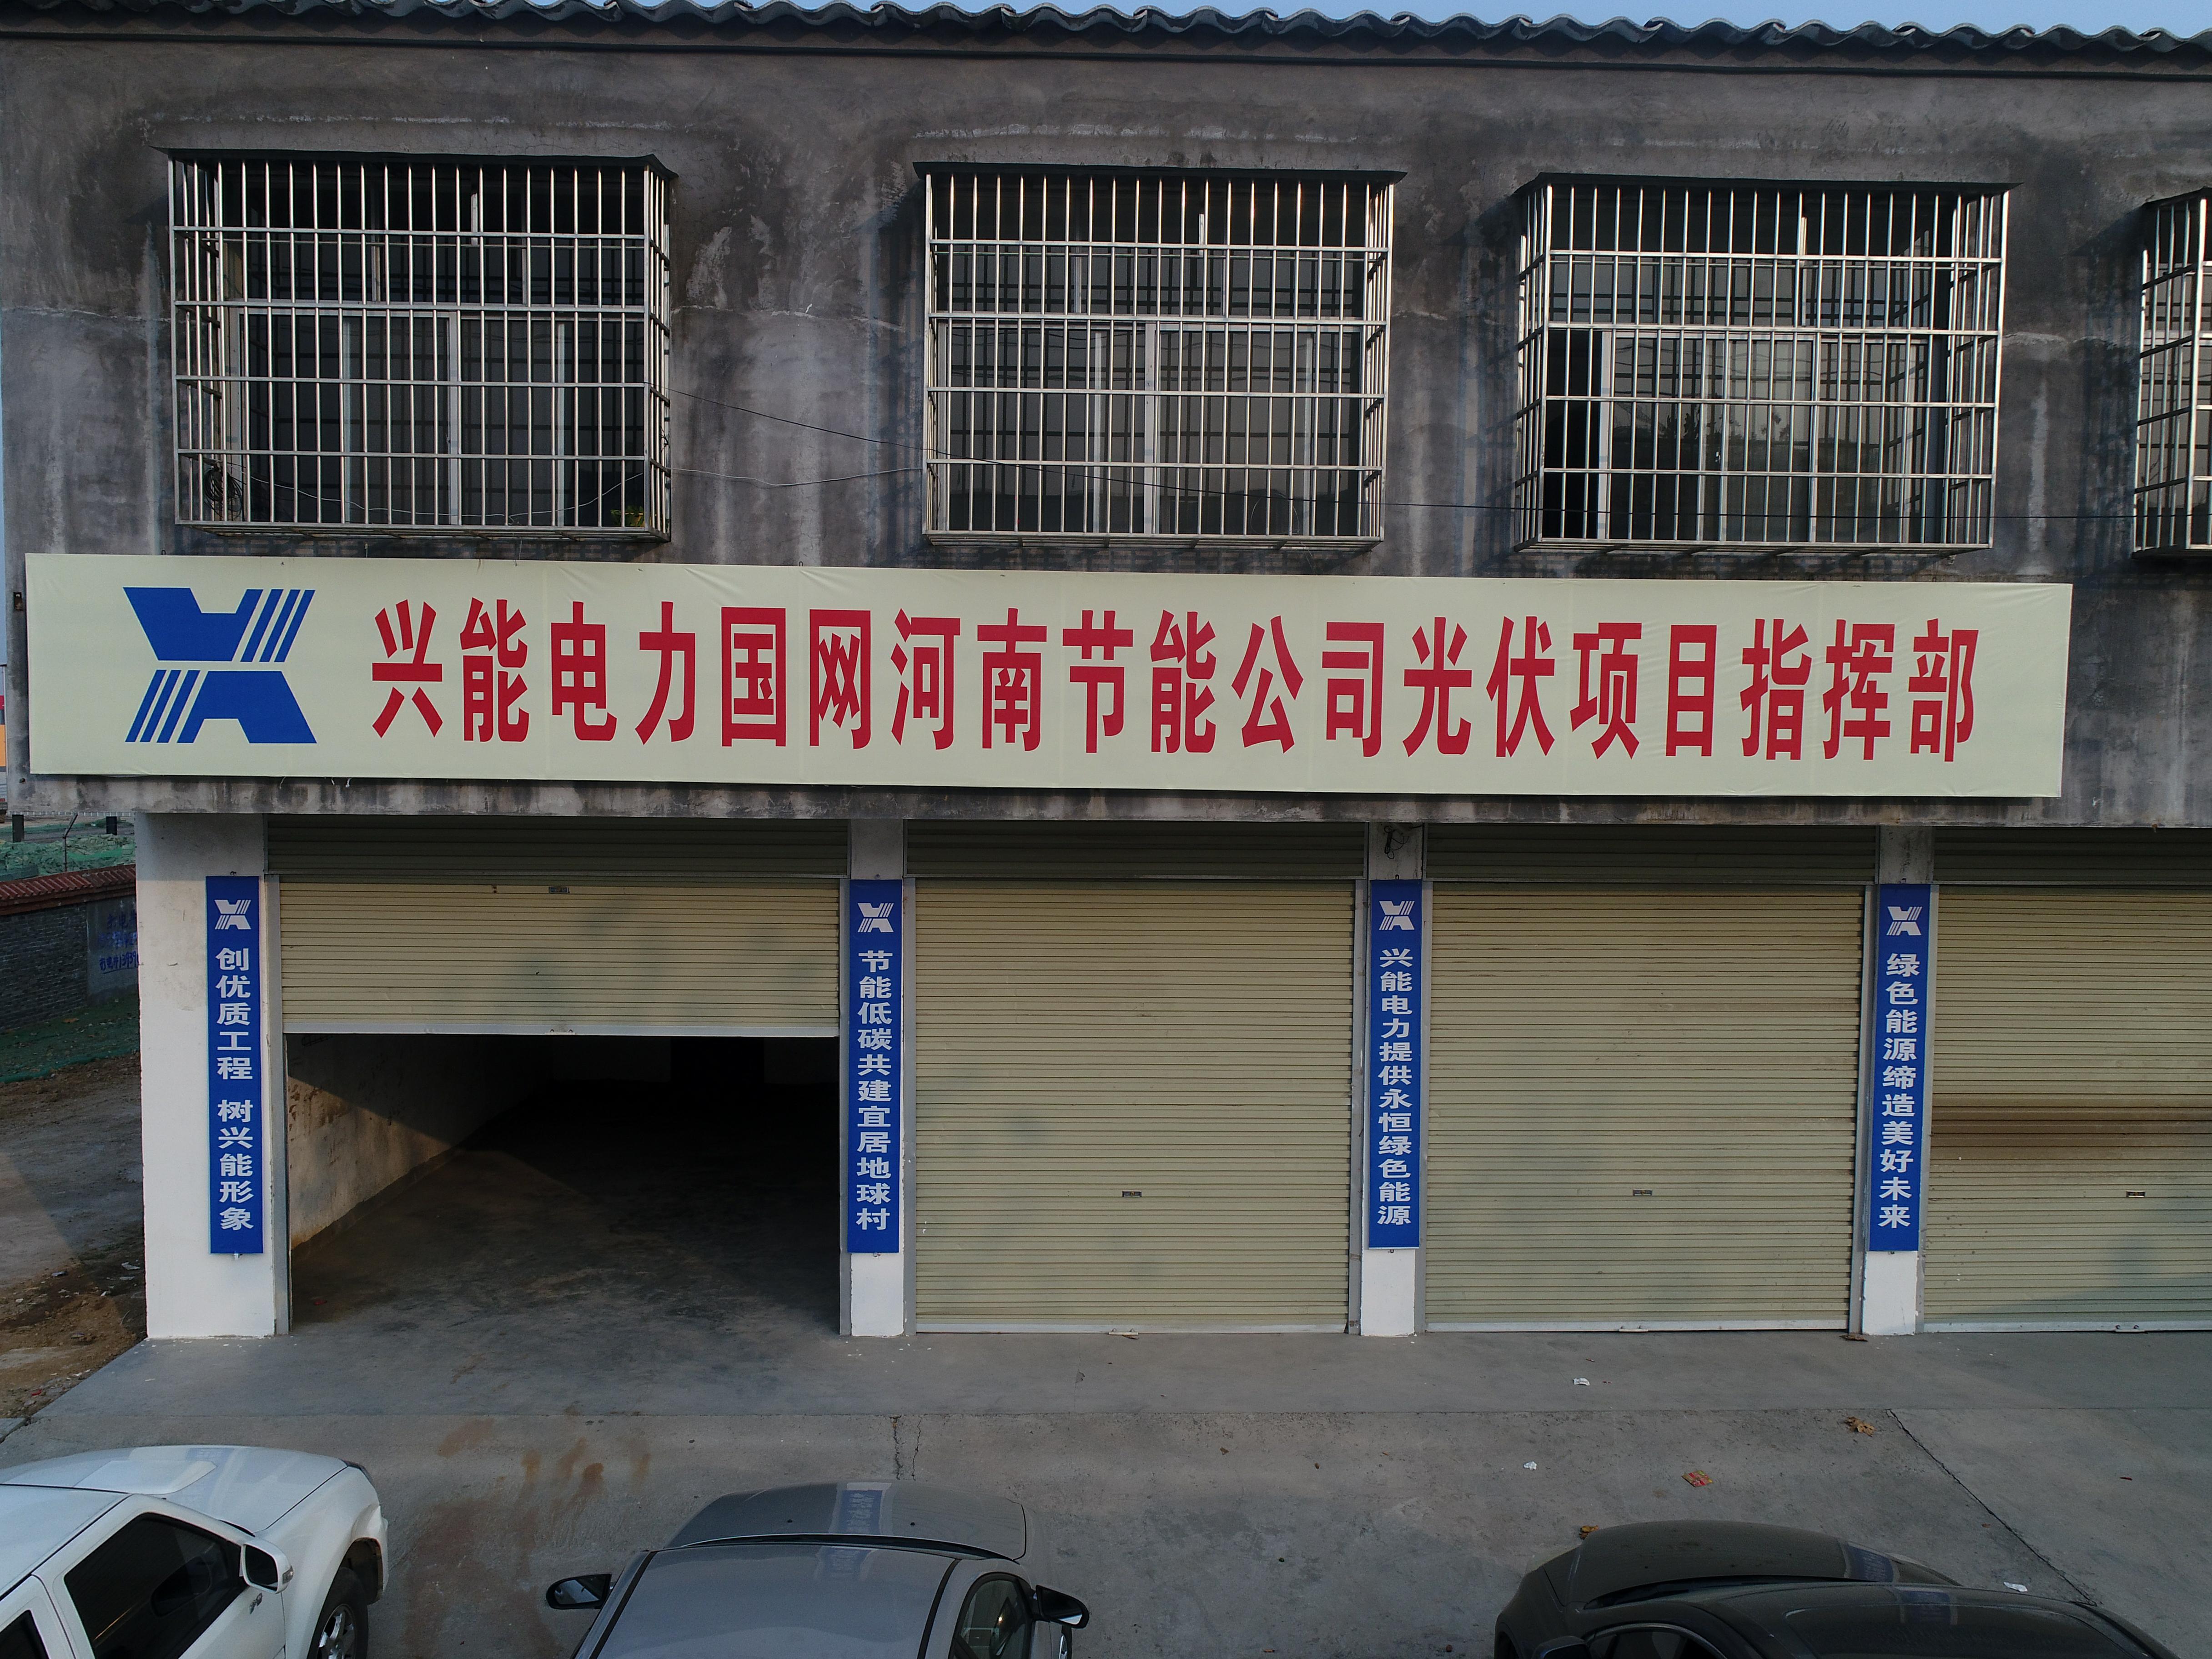 兴能电力国网河南节能公司光伏项目指挥部
创优质工程 树兴能形象
节能低碳共建宜居地球村
兴能电力提供永恒绿色能源
绿色能源缔造美好未来